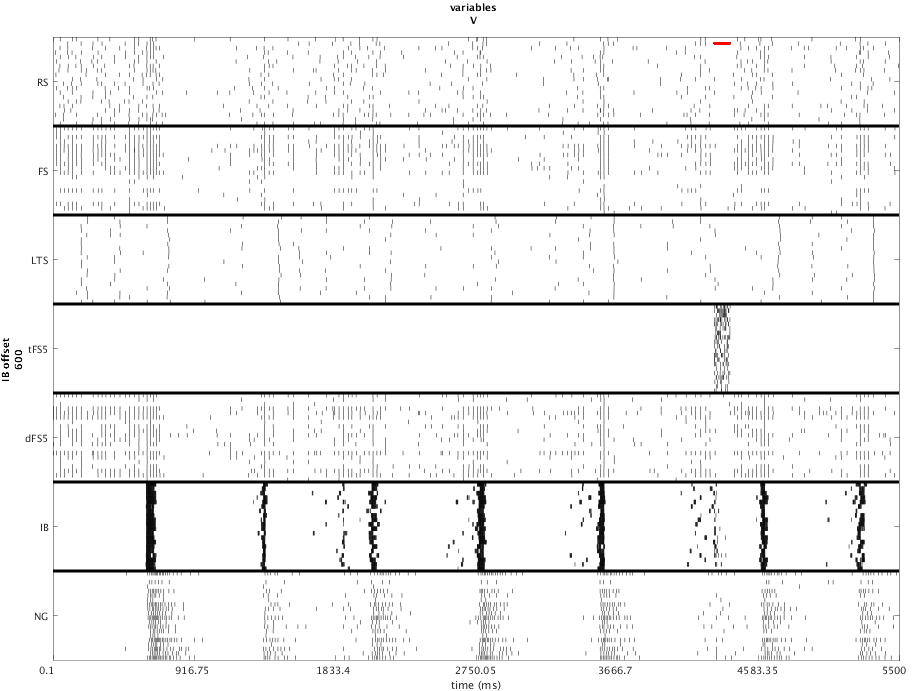 variables
V
RS
FS
LTS
tFS5
dFS5
IB
NG
IB offset
600
0.1 916.75 1833.4 2750.05 3666.7 4583.35 5500
time (ms)